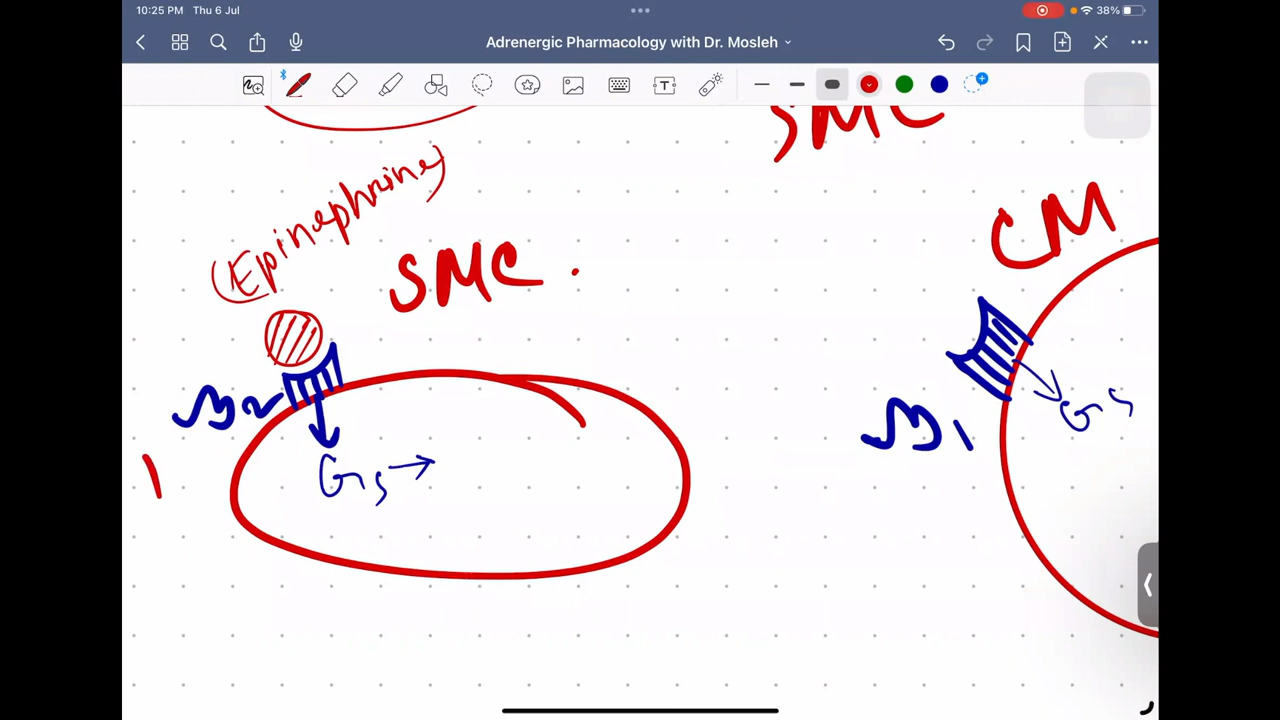 10:25 PM Thu 6 Jul
38%
Adrenergic Pharmacology with Dr. Mosleh
T
SMC
(Epinephrine)
SMC
CM
β2
Gs →
β1
Gs